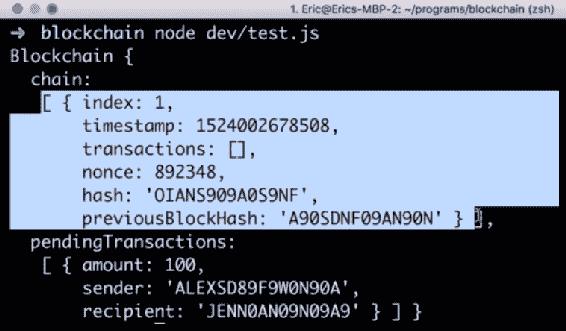 1. Eric@Erics-MBP-2: ~/programs/blockchain (zsh)
➜ blockchain node dev/test.js
Blockchain {
chain:
[ { index: 1,
timestamp: 1524002678508,
transactions: [],
nonce: 892348,
hash: 'OIANS909A0S9NF',
previousBlockHash: 'A90SDNF09AN90N' } ],
pendingTransactions:
[ { amount: 100,
sender: 'ALEXSD89F9W0N90A',
recipient: 'JENN0AN09N09A9' } ] }